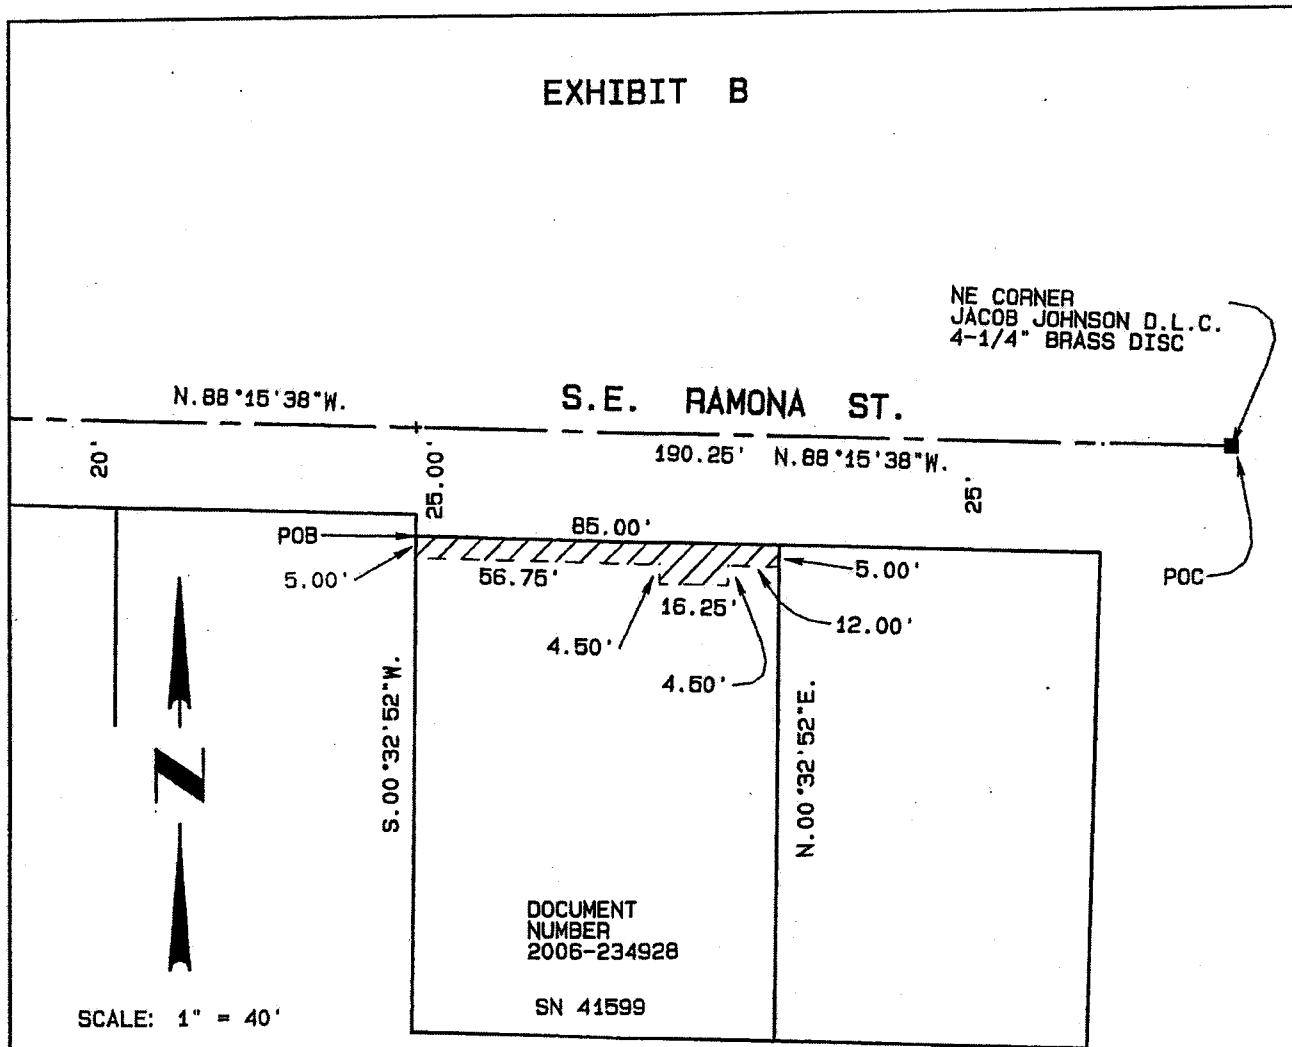 EXHIBIT B
NE CORNER
JACOB JOHNSON D.L.C.
4-1/4" BRASS DISC
N.88°15'38"W.
S.E. RAMONA ST.
190.25' N.88°15'38"W.
20'
25.00'
25'
85.00'
POB
5.00'
56.75'
5.00'
POC
16.25'
12.00'
4.50'
4.50'
S.00°32'52"W.
N.00°32'52"E.
N
DOCUMENT
NUMBER
2006-234928
SN 41599
SCALE: 1" = 40'